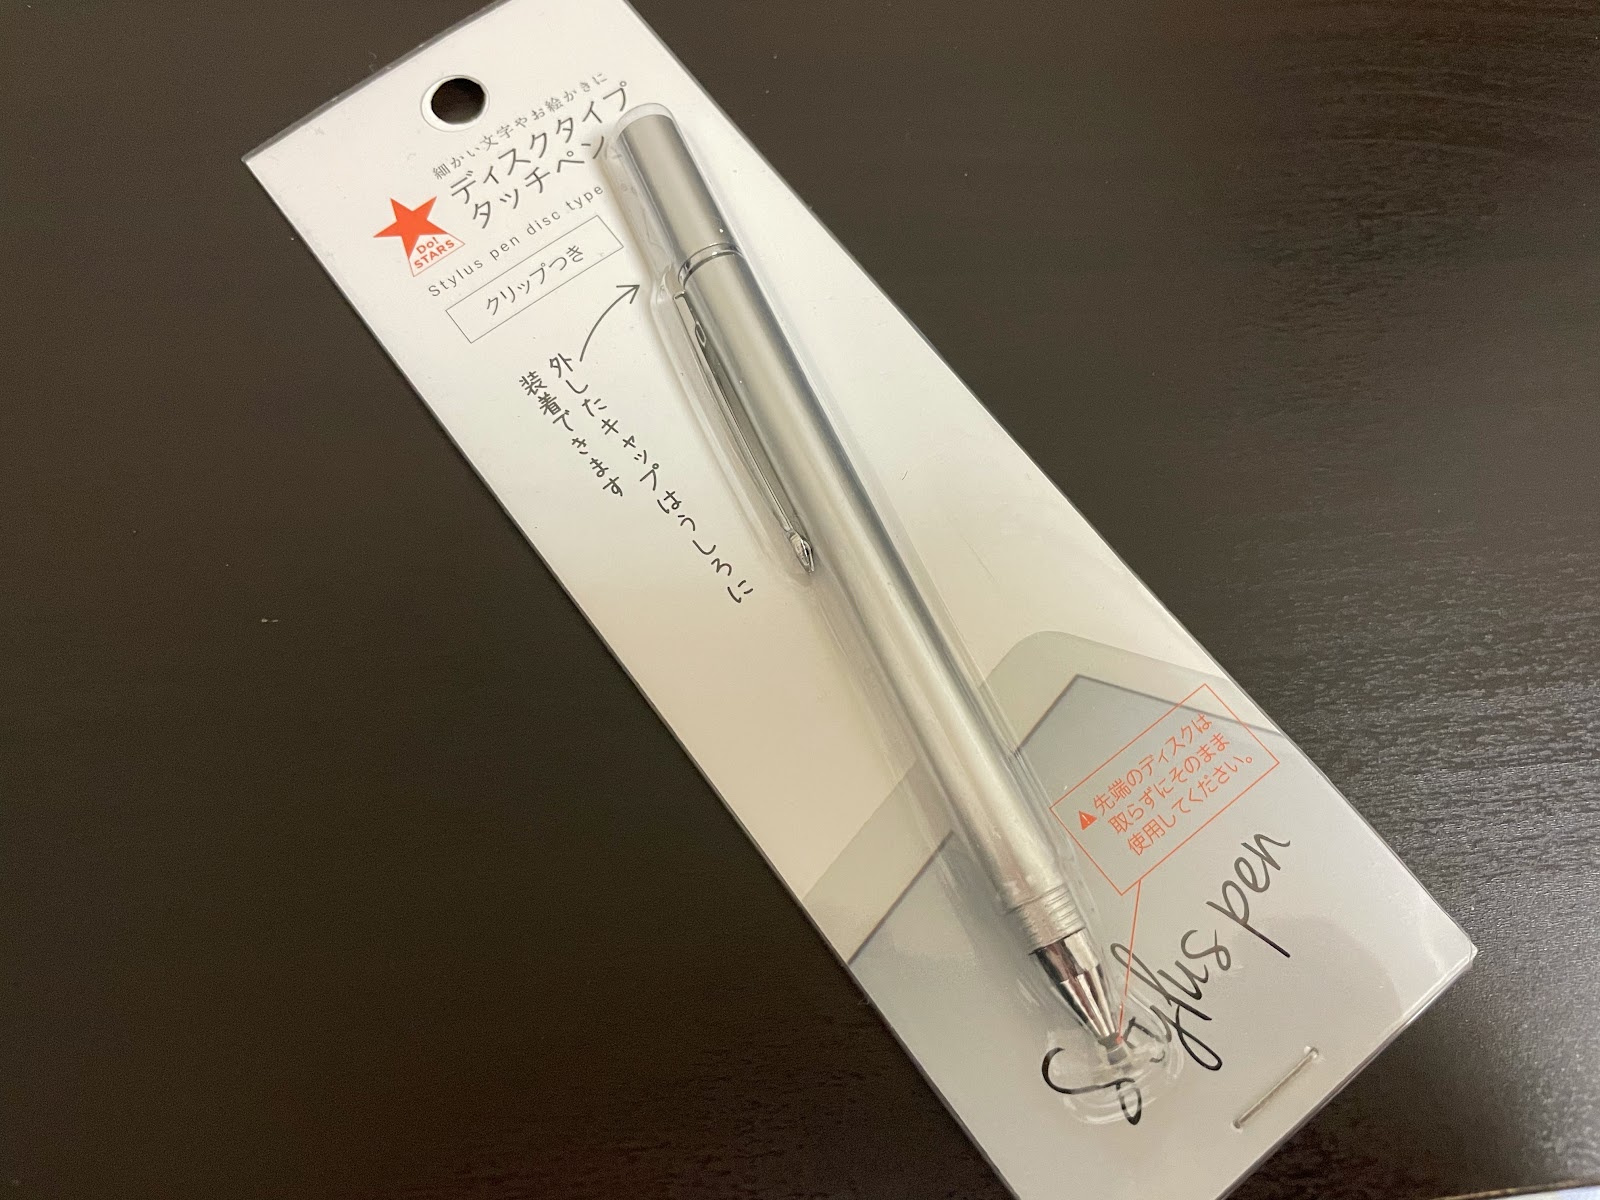 細かい文字やお絵かきに
ディスクタイプ
タッチペン
Stylus pen disc type
Do!
STARS
クリップつき
外したキャップはうしろに
装着できます
⚠先端のディスクは
取らずにそのまま
使用してください。
Stylus pen